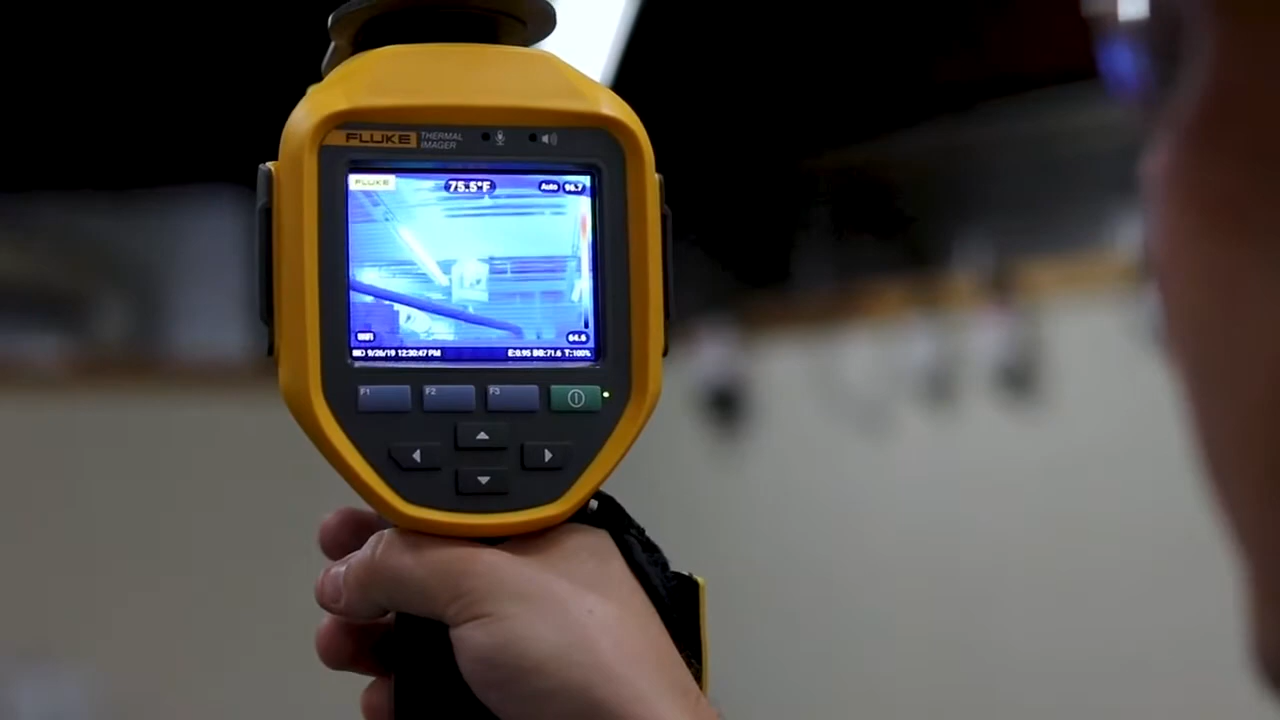 FLUKE THERMAL IMAGER
FLUKE 75.5°F Auto 96.7
WiFi 64.6
9/26/19 12:30:47 PM E:0.95 BG:71.6 T:100%
F1 F2 F3